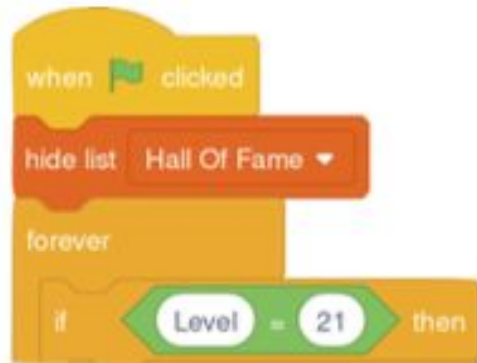 when clicked
hide list Hall Of Fame
forever
if Level = 21 then